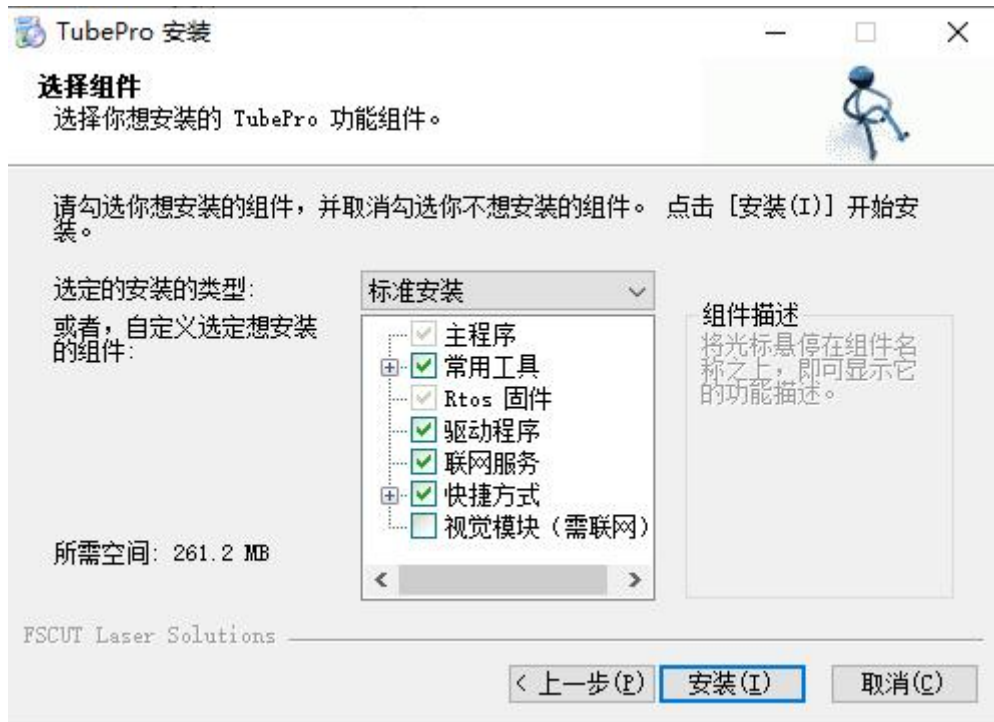 TubePro 安装
选择组件
选择你想安装的 TubePro 功能组件。
请勾选你想安装的组件，并取消勾选你不想安装的组件。 点击 [安装(I)] 开始安
装。
选定的安装的类型:
标准安装
或者，自定义选定想安装
的组件:
主程序
常用工具
Rtos 固件
驱动程序
联网服务
快捷方式
视觉模块（需联网）
组件描述
将光标悬停在组件名
称之上，即可显示它
的功能描述。
所需空间: 261.2 MB
FSCUT Laser Solutions
< 上一步(P)
安装(I)
取消(C)